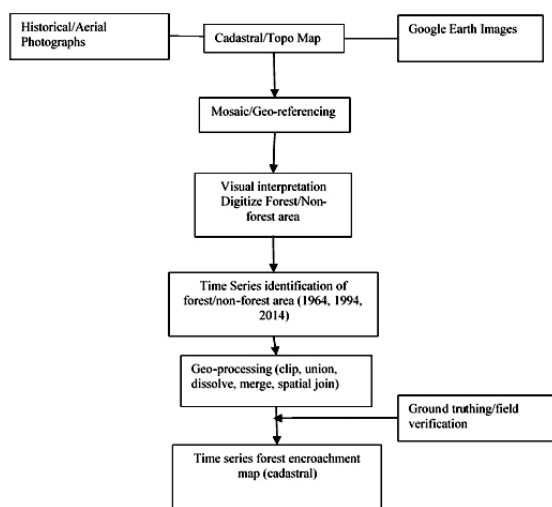 Historical/Aerial
Photographs
Cadastral/Topo Map
Google Earth Images
Mosaic/Geo-referencing
Visual interpretation
Digitize Forest/Non-
forest area
Time Series identification of
forest/non-forest area (1964, 1994,
2014)
Geo-processing (clip, union,
dissolve, merge, spatial join)
Ground truthing/field
verification
Time series forest encroachment
map (cadastral)